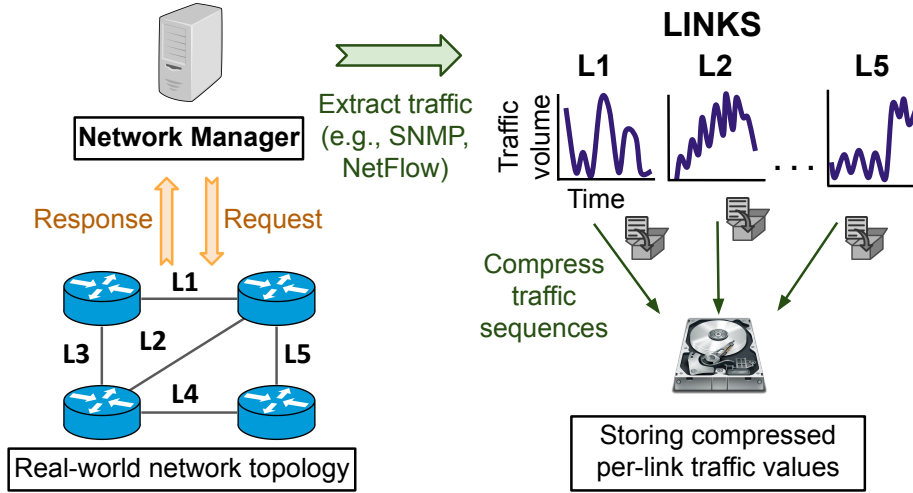 Network Manager
Response
Request
L1
L2
L3
L5
L4
Real-world network topology
Extract traffic
(e.g., SNMP,
NetFlow)
LINKS
L1
L2
L5
Traffic
volume
. . .
Time
Compress
traffic
sequences
Storing compressed
per-link traffic values